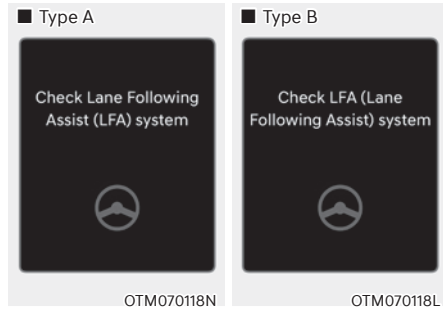 ■ Type A
Check Lane Following
Assist (LFA) system
OTM070118N
■ Type B
Check LFA (Lane
Following Assist) system
OTM070118L